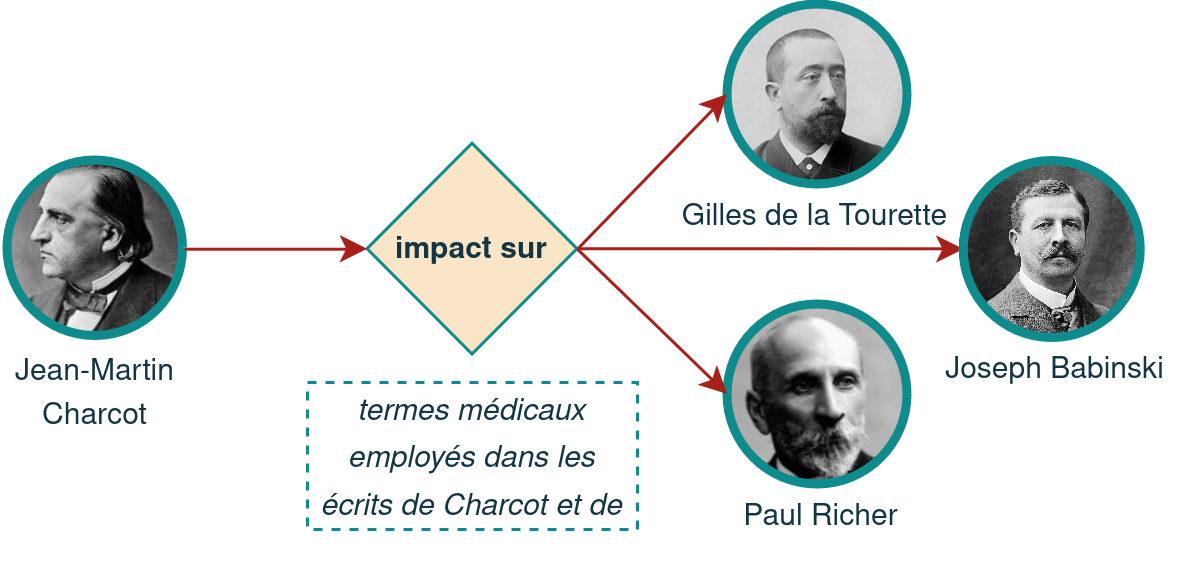 Jean-Martin
Charcot
impact sur
termes médicaux
employés dans les
écrits de Charcot et de
Gilles de la Tourette
Joseph Babinski
Paul Richer